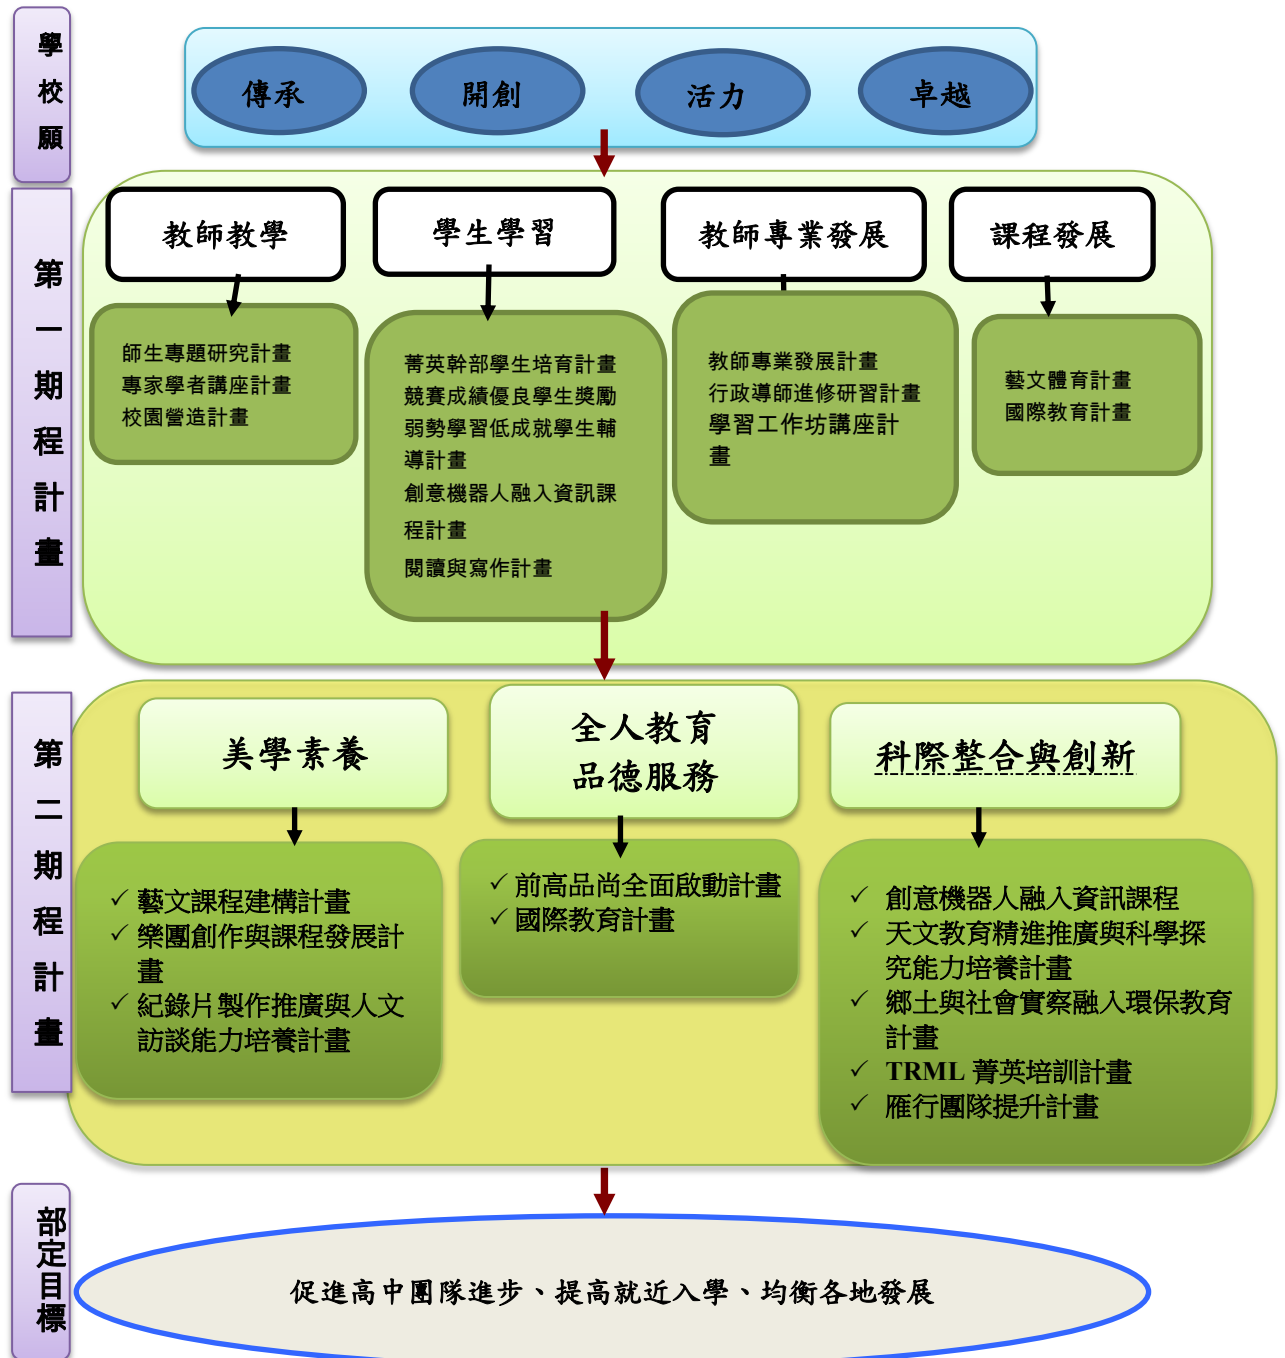 學校願
傳承
開創
活力
卓越
第一期程計畫
教師教學
學生學習
教師專業發展
課程發展
師生專題研究計畫
專家學者講座計畫
校園營造計畫
菁英幹部學生培育計畫
競賽成績優良學生獎勵
弱勢學習低成就學生輔
導計畫
創意機器人融入資訊課
程計畫
閱讀與寫作計畫
教師專業發展計畫
行政導師進修研習計畫
學習工作坊講座計
畫
藝文體育計畫
國際教育計畫
第二期程計畫
美學素養
全人教育
品德服務
科際整合與創新
✓ 藝文課程建構計畫
✓ 樂團創作與課程發展計
畫
✓ 紀錄片製作推廣與人文
訪談能力培養計畫
✓ 前高品尚全面啟動計畫
✓ 國際教育計畫
✓ 創意機器人融入資訊課程
✓ 天文教育精進推廣與科學探
究能力培養計畫
✓ 鄉土與社會實察融入環保教育
計畫
✓ TRML 菁英培訓計畫
✓ 雁行團隊提升計畫
部定目標
促進高中團隊進步、提高就近入學、均衡各地發展